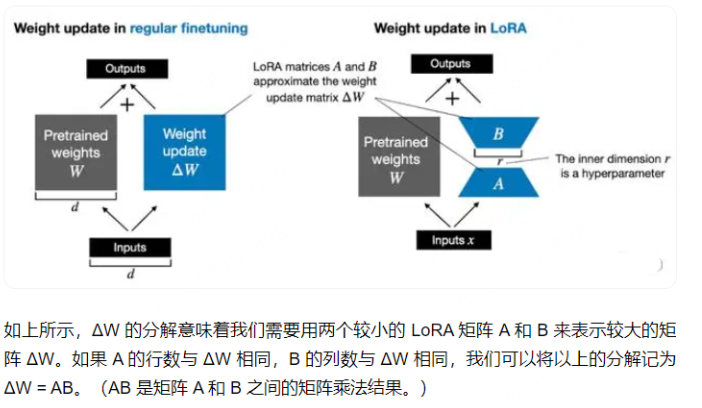 Weight update in regular finetuning
Weight update in LoRA
Outputs
+
Pretrained
weights
W
Weight
update
ΔW
d
Inputs
d
LoRA matrices A and B
approximate the weight
update matrix ΔW
Outputs
+
Pretrained
weights
W
B
r
A
The inner dimension r
is a hyperparameter
Inputs x
如上所示，ΔW 的分解意味着我们需要用两个较小的 LoRA 矩阵 A 和 B 来表示较大的矩
阵 ΔW。如果 A 的行数与 ΔW 相同，B 的列数与 ΔW 相同，我们可以将以上的分解记为
ΔW = AB。（AB 是矩阵 A 和 B 之间的矩阵乘法结果。）